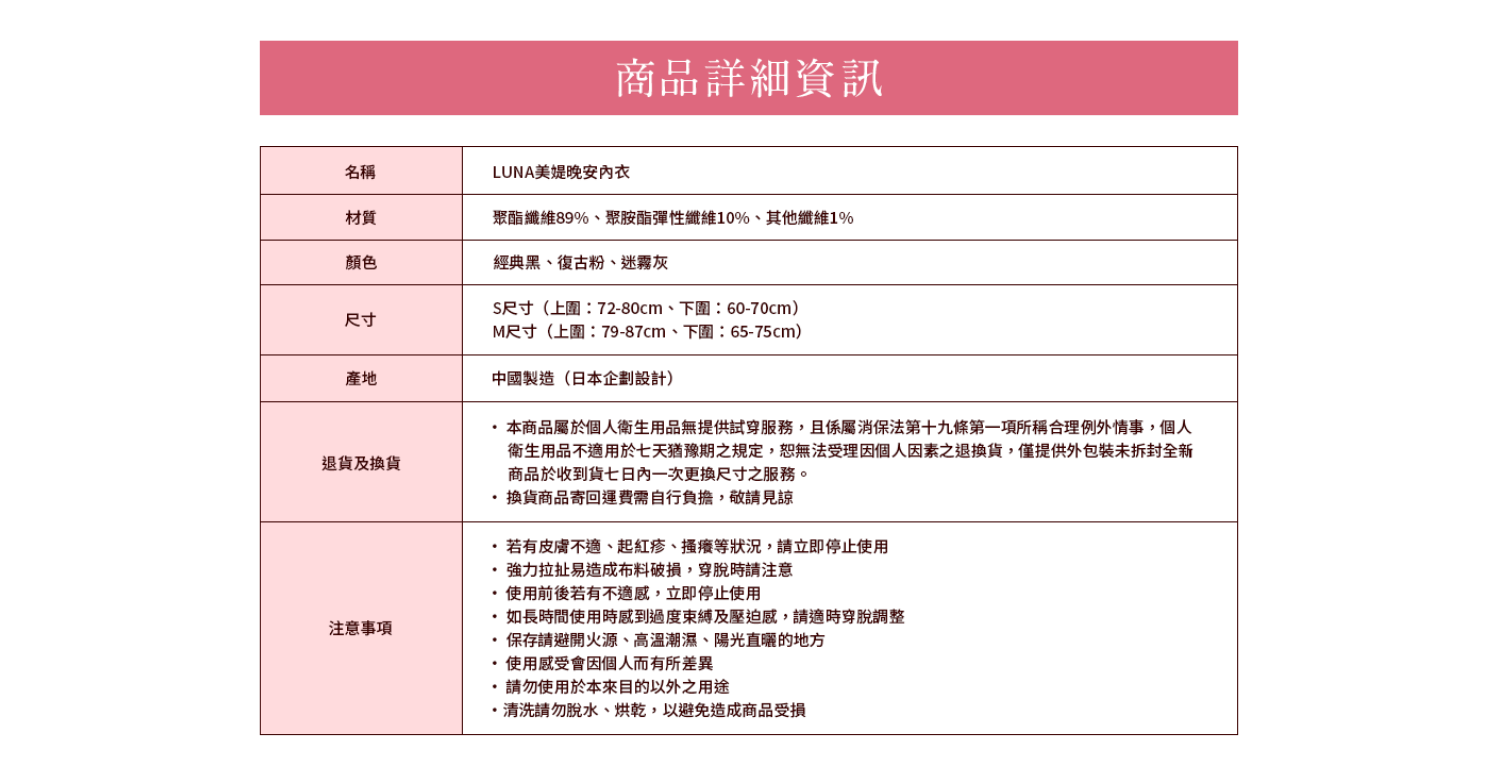 商品詳細資訊
名稱
LUNA美媞晚安內衣
材質
聚酯纖維89%、聚胺酯彈性纖維10%、其他纖維1%
顏色
經典黑、復古粉、迷霧灰
尺寸
S尺寸（上圍：72-80cm、下圍：60-70cm）
M尺寸（上圍：79-87cm、下圍：65-75cm）
產地
中國製造（日本企劃設計）
退貨及換貨
・本商品屬於個人衛生用品無提供試穿服務，且係屬消保法第十九條第一項所稱合理例外情事，個人
衛生用品不適用於七天猶豫期之規定，恕無法受理因個人因素之退換貨，僅提供外包裝未拆封全新
商品於收到貨七日內一次更換尺寸之服務。
・換貨商品寄回運費需自行負擔，敬請見諒
注意事項
・若有皮膚不適、起紅疹、搔癢等狀況，請立即停止使用
・強力拉扯易造成布料破損，穿脫時請注意
・使用前後若有不適感，立即停止使用
・如長時間使用時感到過度束縛及壓迫感，請適時穿脫調整
・保存請避開火源、高溫潮濕、陽光直曬的地方
・使用感受會因個人而有所差異
・請勿使用於本來目的以外之用途
・清洗請勿脫水、烘乾，以避免造成商品受損